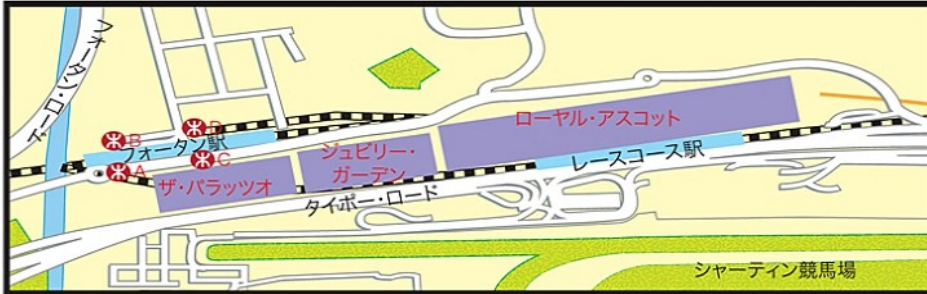 フォータン・ロード
B
D
フォータン駅
A
C
ザ・パラッツオ
ジュビリー・
ガーデン
ローヤル・アスコット
レースコース駅
タイポー・ロード
シャーティン競馬場